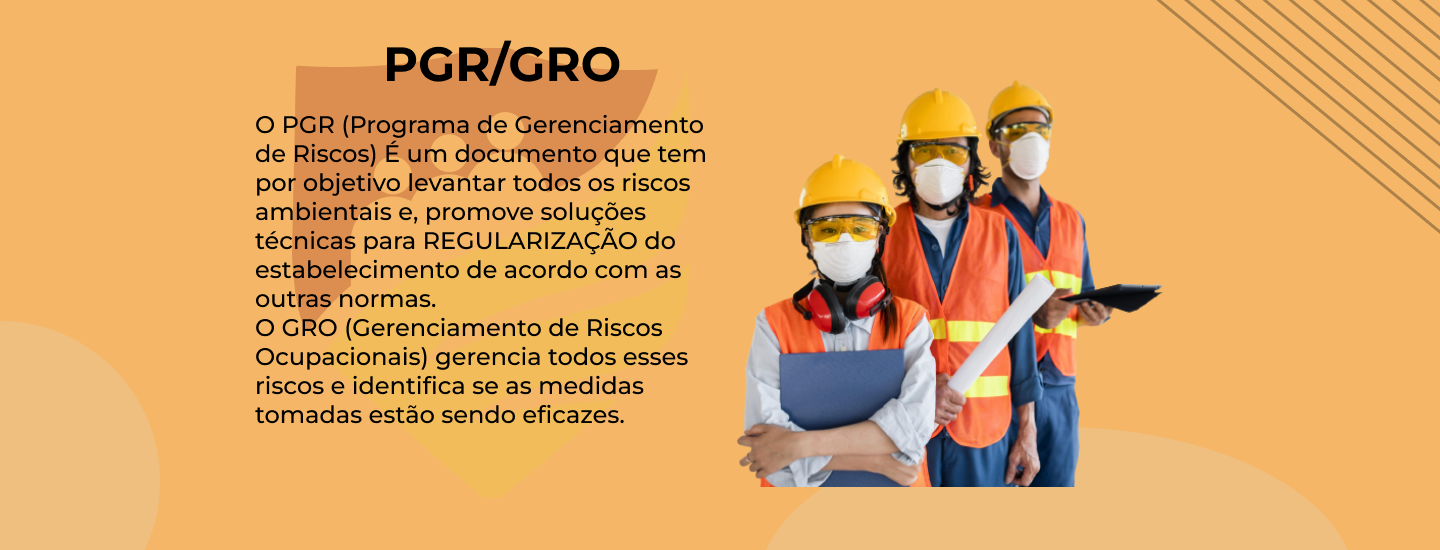 PGR/GRO
O PGR (Programa de Gerenciamento
de Riscos) É um documento que tem
por objetivo levantar todos os riscos
ambientais e, promove soluções
técnicas para REGULARIZAÇÃO do
estabelecimento de acordo com as
outras normas.
O GRO (Gerenciamento de Riscos
Ocupacionais) gerencia todos esses
riscos e identifica se as medidas
tomadas estão sendo eficazes.